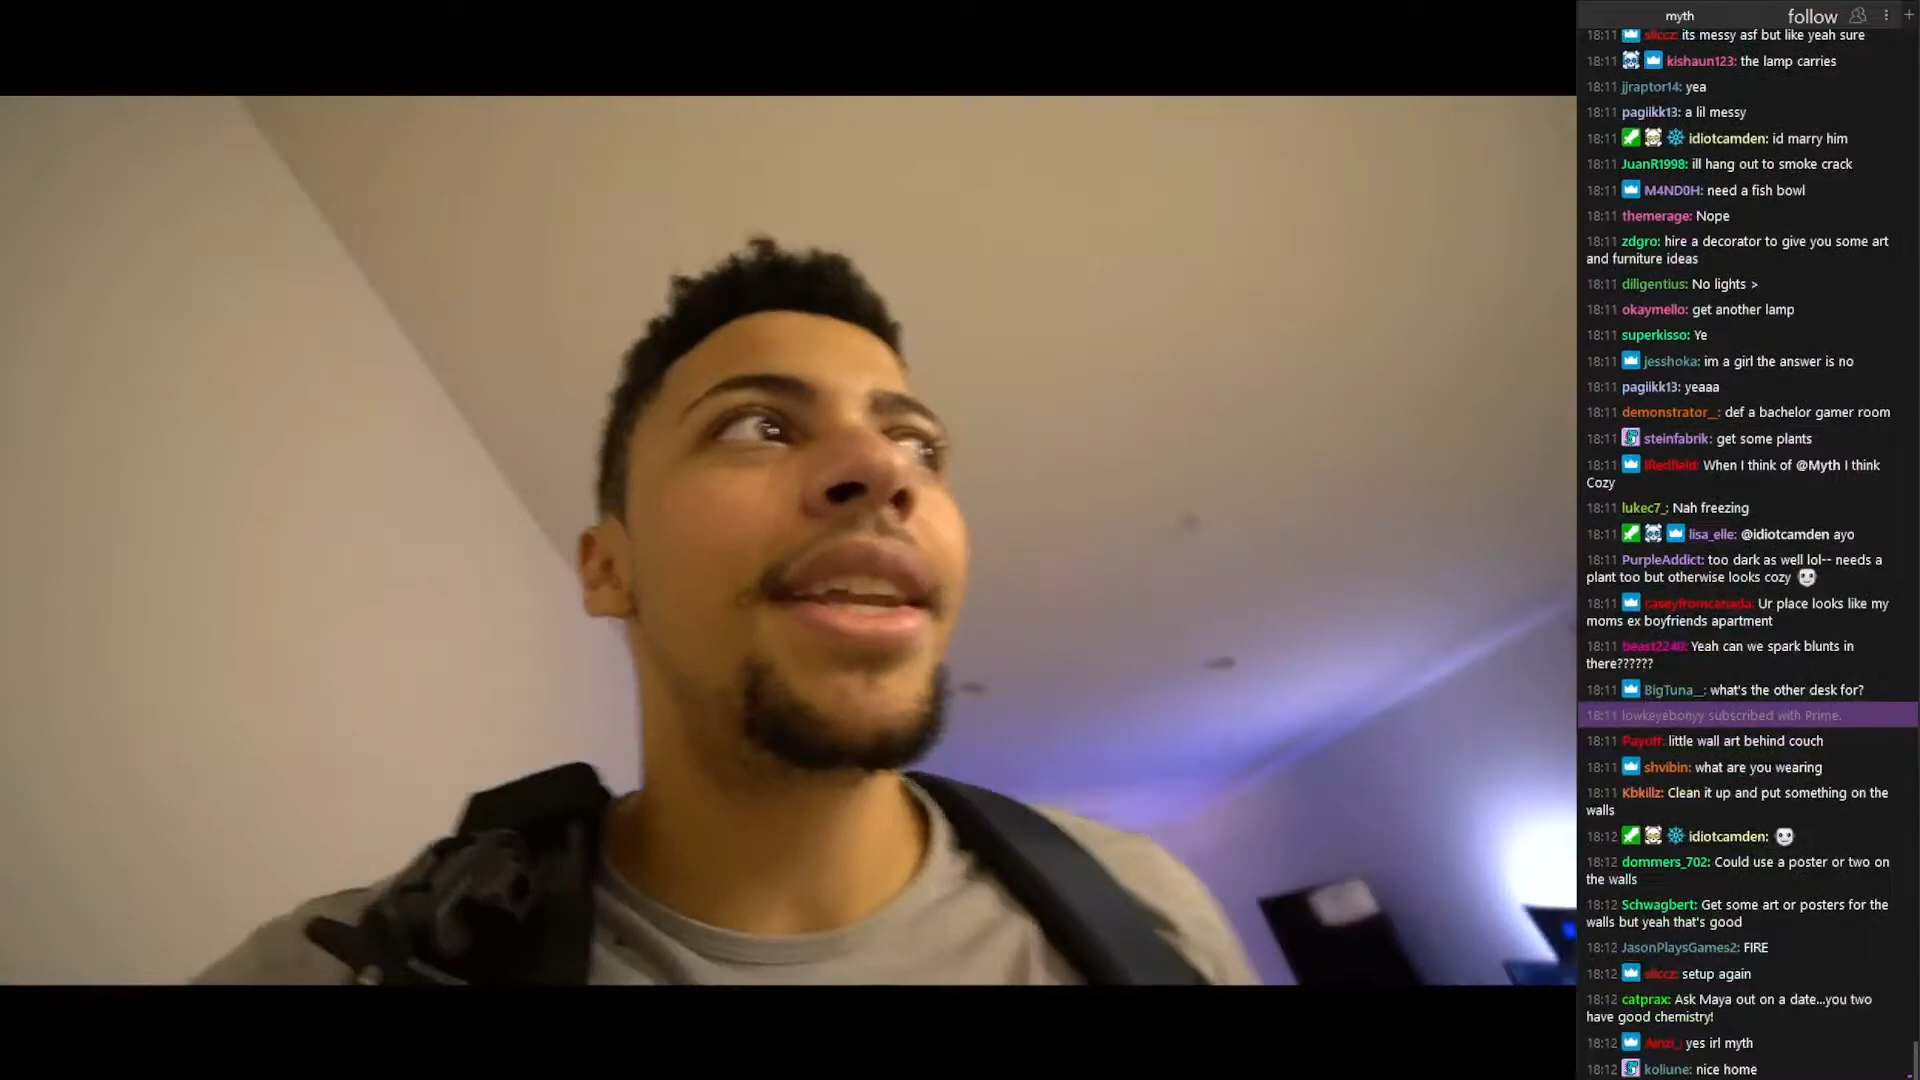 myth
follow
18:11 sliccz: its messy asf but like yeah sure
18:11 kishaun123: the lamp carries
18:11 jjraptor14: yea
18:11 pagiikk13: a lil messy
18:11 idiotcamden: id marry him
18:11 JuanR1998: ill hang out to smoke crack
18:11 M4ND0H: need a fish bowl
18:11 themerage: Nope
18:11 zdgro: hire a decorator to give you some art
and furniture ideas
18:11 diligentius: No lights >
18:11 okaymello: get another lamp
18:11 superkisso: Ye
18:11 jesshoka: im a girl the answer is no
18:11 pagiikk13: yeaaa
18:11 demonstrator_: def a bachelor gamer room
18:11 steinfabrik: get some plants
18:11 lRedfield: When I think of @Myth I think
Cozy
18:11 lukec7_: Nah freezing
18:11 lisa_elle: @idiotcamden ayo
18:11 PurpleAddict: too dark as well lol-- needs a
plant too but otherwise looks cozy
18:11 caseyfromcanada: Ur place looks like my
moms ex boyfriends apartment
18:11 beast2240: Yeah can we spark blunts in
there??????
18:11 BigTuna__: what's the other desk for?
18:11 lowkeyebonyy subscribed with Prime.
18:11 Payoff: little wall art behind couch
18:11 shvibin: what are you wearing
18:11 Kbkillz: Clean it up and put something on the
walls
18:12 idiotcamden:
18:12 dommers_702: Could use a poster or two on
the walls
18:12 Schwagbert: Get some art or posters for the
walls but yeah that's good
18:12 JasonPlaysGames2: FIRE
18:12 sliccz: setup again
18:12 catprax: Ask Maya out on a date...you two
have good chemistry!
18:12 Ainzi_: yes irl myth
18:12 koliune: nice home